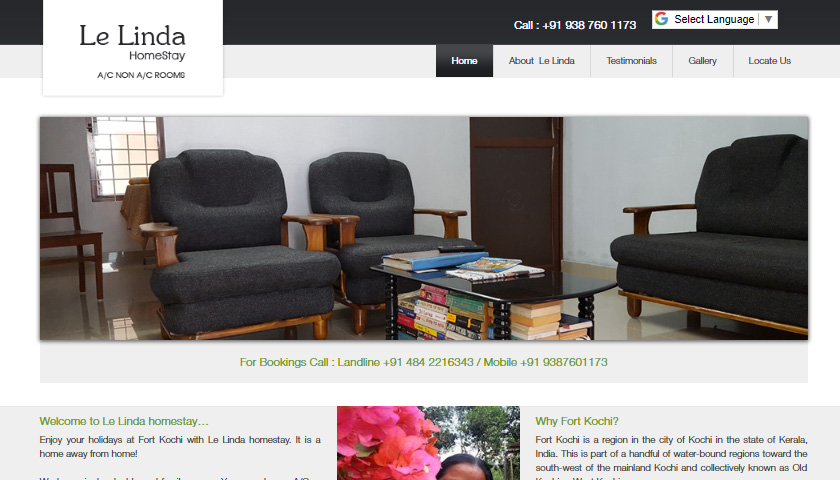 Le Linda
HomeStay
A/C NON A/C ROOMS
Call : +91 938 760 1173
Select Language ▼
Home
About Le Linda
Testimonials
Gallery
Locate Us
For Bookings Call : Landline +91 484 2216343 / Mobile +91 9387601173
Welcome to Le Linda homestay…
Enjoy your holidays at Fort Kochi with Le Linda homestay. It is a
home away from home!
Why Fort Kochi?
Fort Kochi is a region in the city of Kochi in the state of Kerala,
India. This is part of a handful of water-bound regions toward the
south-west of the mainland Kochi and collectively known as Old